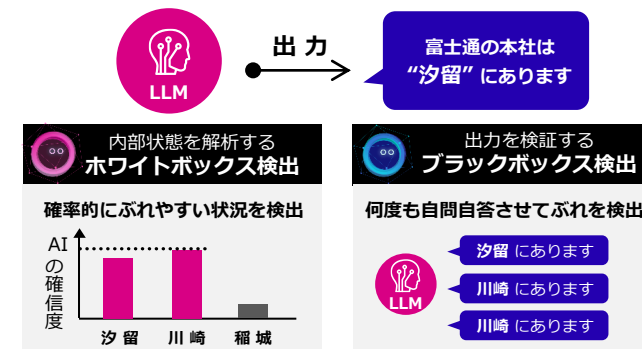 LLM
出力
富士通の本社は
“汐留” にあります
内部状態を解析する
ホワイトボックス検出
確率的にぶれやすい状況を検出
AIの確信度
汐留 川崎 稲城
出力を検証する
ブラックボックス検出
何度も自問自答させてぶれを検出
LLM
汐留 にあります
川崎 にあります
川崎 にあります